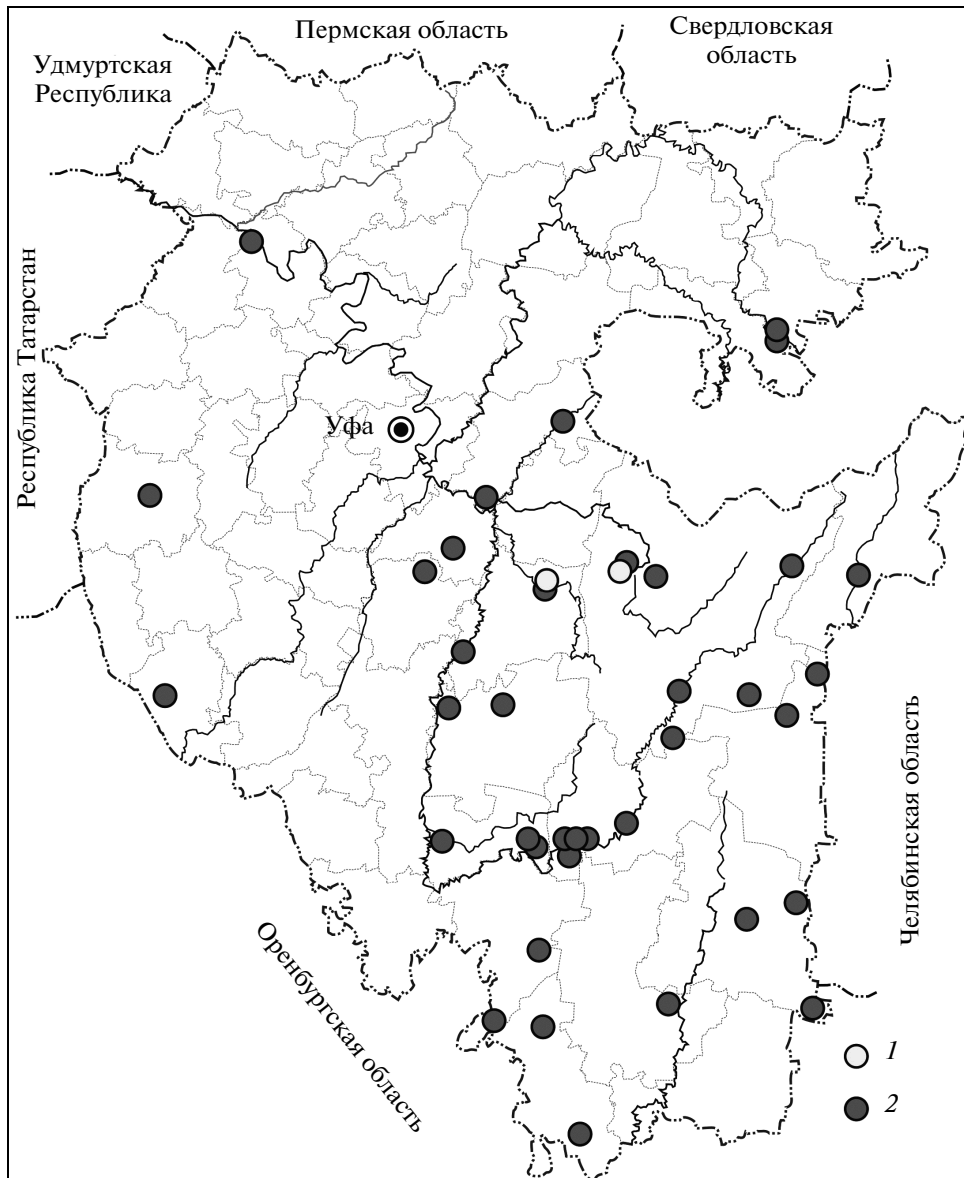 Пермская область
Свердловская
область
Удмуртская
Республика
Республика Татарстан
Уфа
Челябинская область
Оренбургская область
1
2